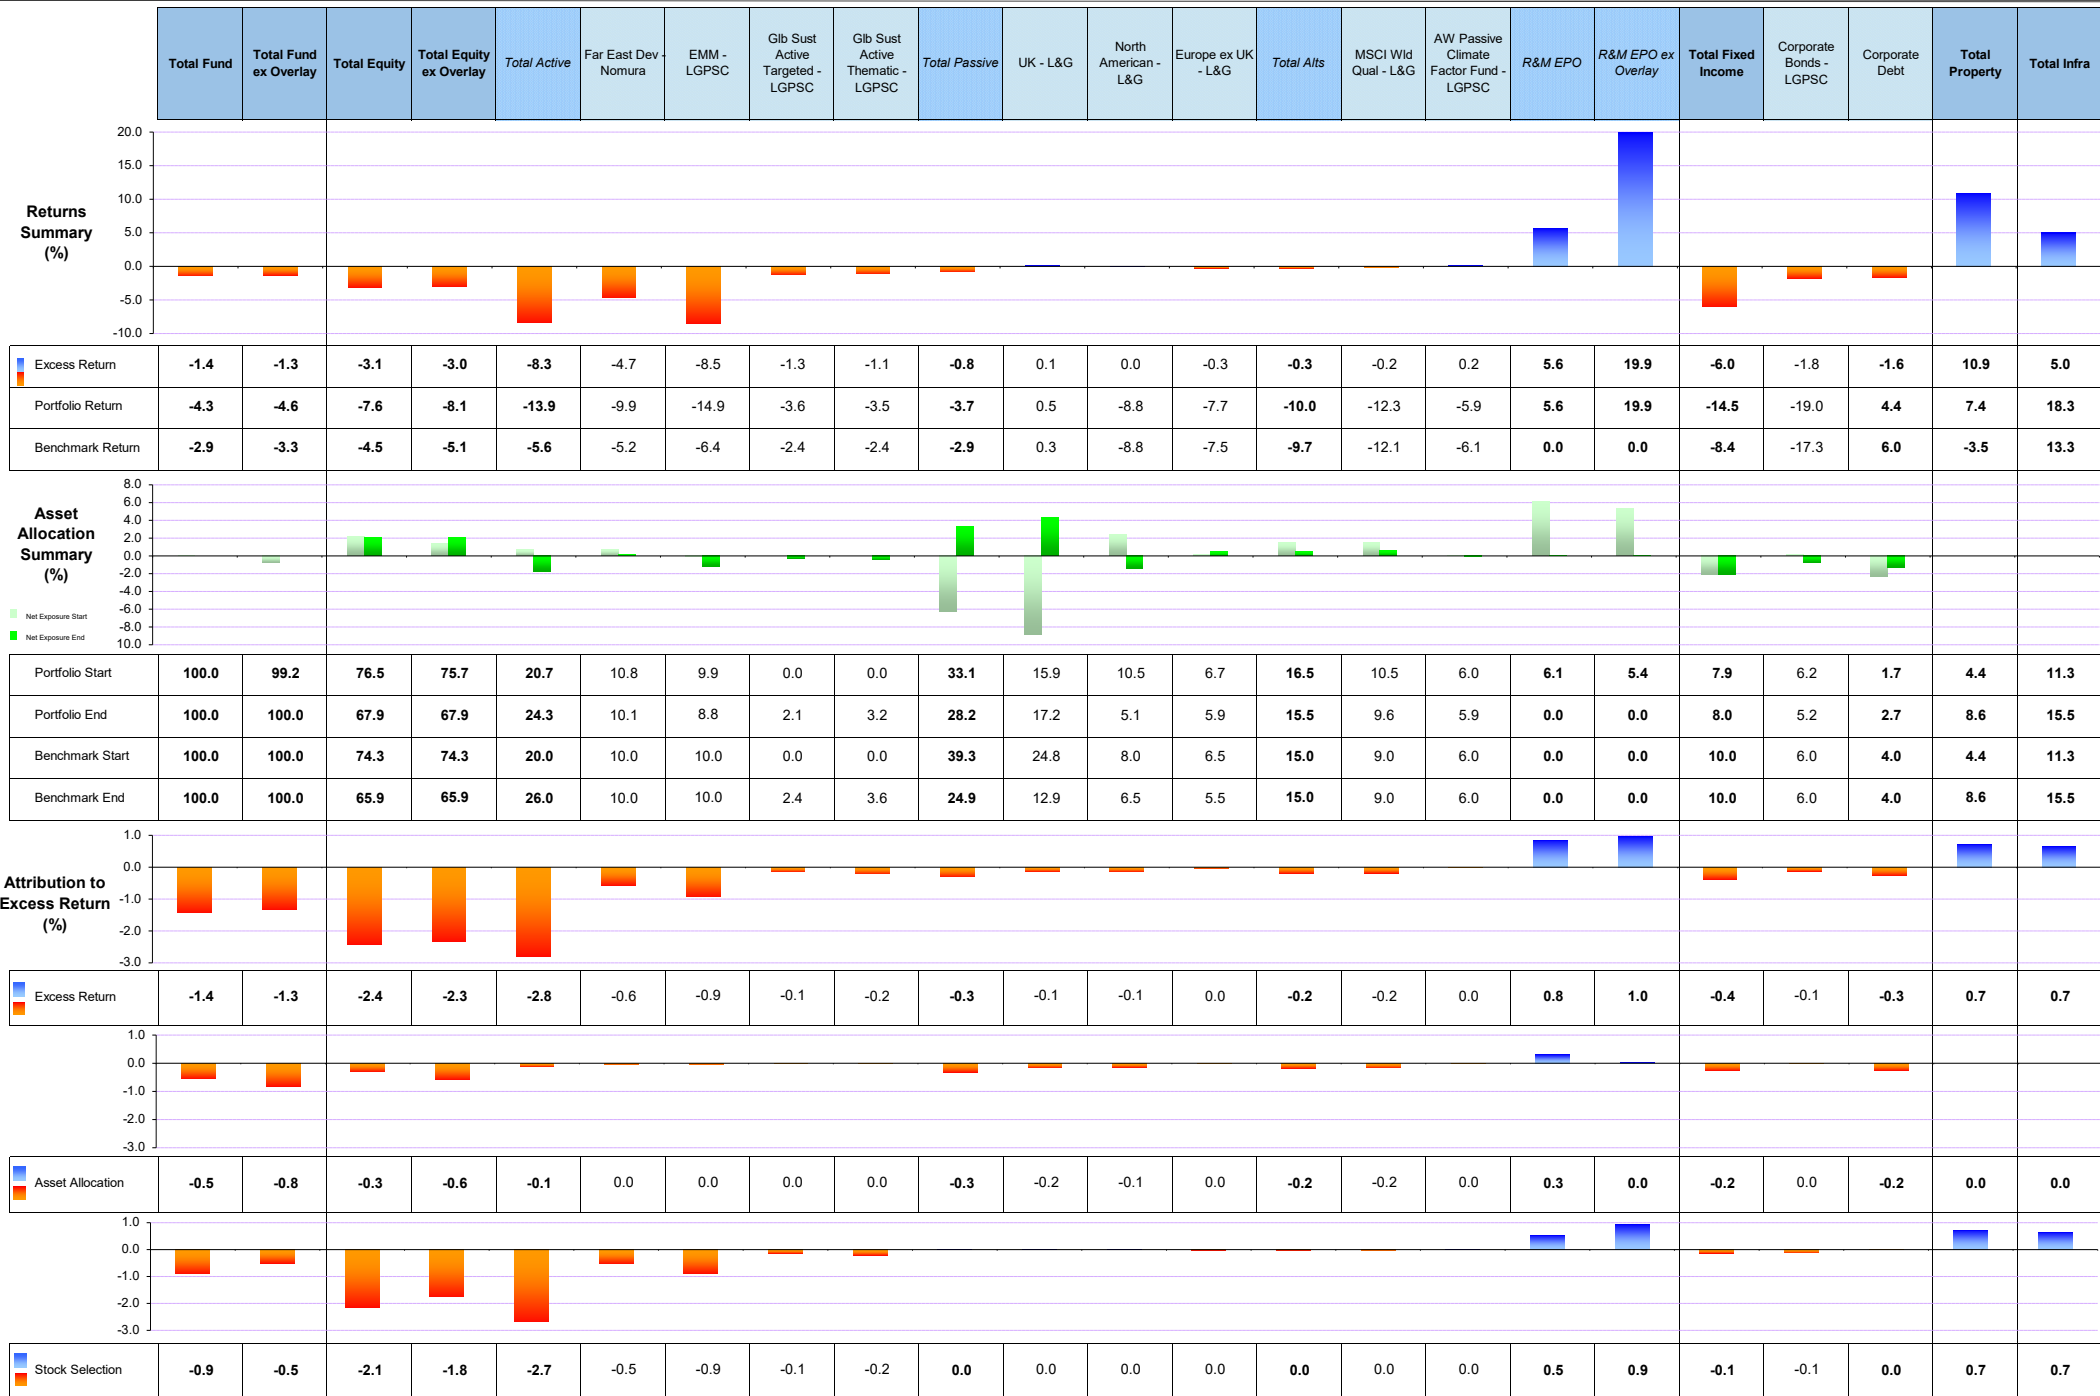 Total Fund
Total Fund ex Overlay
Total Equity
Total Equity ex Overlay
Total Active
Far East Dev - Nomura
EMM - LGPSC
Glb Sust Active Targeted - LGPSC
Glb Sust Active Thematic - LGPSC
Total Passive
UK - L&G
North American - L&G
Europe ex UK - L&G
Total Alts
MSCI Wld Qual - L&G
AW Passive Climate Factor Fund - LGPSC
R&M EPO
R&M EPO ex Overlay
Total Fixed Income
Corporate Bonds - LGPSC
Corporate Debt
Total Property
Total Infra
Returns Summary (%)
20.0
15.0
10.0
5.0
0.0
-5.0
-10.0
Excess Return -1.4 -1.3 -3.1 -3.0 -8.3 -4.7 -8.5 -1.3 -1.1 -0.8 0.1 0.0 -0.3 -0.3 -0.2 0.2 5.6 19.9 -6.0 -1.8 -1.6 10.9 5.0
Portfolio Return -4.3 -4.6 -7.6 -8.1 -13.9 -9.9 -14.9 -3.6 -3.5 -3.7 0.5 -8.8 -7.7 -10.0 -12.3 -5.9 5.6 19.9 -14.5 -19.0 4.4 7.4 18.3
Benchmark Return -2.9 -3.3 -4.5 -5.1 -5.6 -5.2 -6.4 -2.4 -2.4 -2.9 0.3 -8.8 -7.5 -9.7 -12.1 -6.1 0.0 0.0 -8.4 -17.3 6.0 -3.5 13.3
Asset Allocation Summary (%)
8.0
6.0
4.0
2.0
0.0
-2.0
-4.0
-6.0
-8.0
10.0
Net Exposure Start
Net Exposure End
Portfolio Start 100.0 99.2 76.5 75.7 20.7 10.8 9.9 0.0 0.0 33.1 15.9 10.5 6.7 16.5 10.5 6.0 6.1 5.4 7.9 6.2 1.7 4.4 11.3
Portfolio End 100.0 100.0 67.9 67.9 24.3 10.1 8.8 2.1 3.2 28.2 17.2 5.1 5.9 15.5 9.6 5.9 0.0 0.0 8.0 5.2 2.7 8.6 15.5
Benchmark Start 100.0 100.0 74.3 74.3 20.0 10.0 10.0 0.0 0.0 39.3 24.8 8.0 6.5 15.0 9.0 6.0 0.0 0.0 10.0 6.0 4.0 4.4 11.3
Benchmark End 100.0 100.0 65.9 65.9 26.0 10.0 10.0 2.4 3.6 24.9 12.9 6.5 5.5 15.0 9.0 6.0 0.0 0.0 10.0 6.0 4.0 8.6 15.5
Attribution to Excess Return (%)
1.0
0.0
-1.0
-2.0
-3.0
Excess Return -1.4 -1.3 -2.4 -2.3 -2.8 -0.6 -0.9 -0.1 -0.2 -0.3 -0.1 -0.1 0.0 -0.2 -0.2 0.0 0.8 1.0 -0.4 -0.1 -0.3 0.7 0.7
1.0
0.0
-1.0
-2.0
-3.0
Asset Allocation -0.5 -0.8 -0.3 -0.6 -0.1 0.0 0.0 0.0 0.0 -0.3 -0.2 -0.1 0.0 -0.2 -0.2 0.0 0.3 0.0 -0.2 0.0 -0.2 0.0 0.0
1.0
0.0
-1.0
-2.0
-3.0
Stock Selection -0.9 -0.5 -2.1 -1.8 -2.7 -0.5 -0.9 -0.1 -0.2 0.0 0.0 0.0 0.0 0.0 0.0 0.0 0.5 0.9 -0.1 -0.1 0.0 0.7 0.7